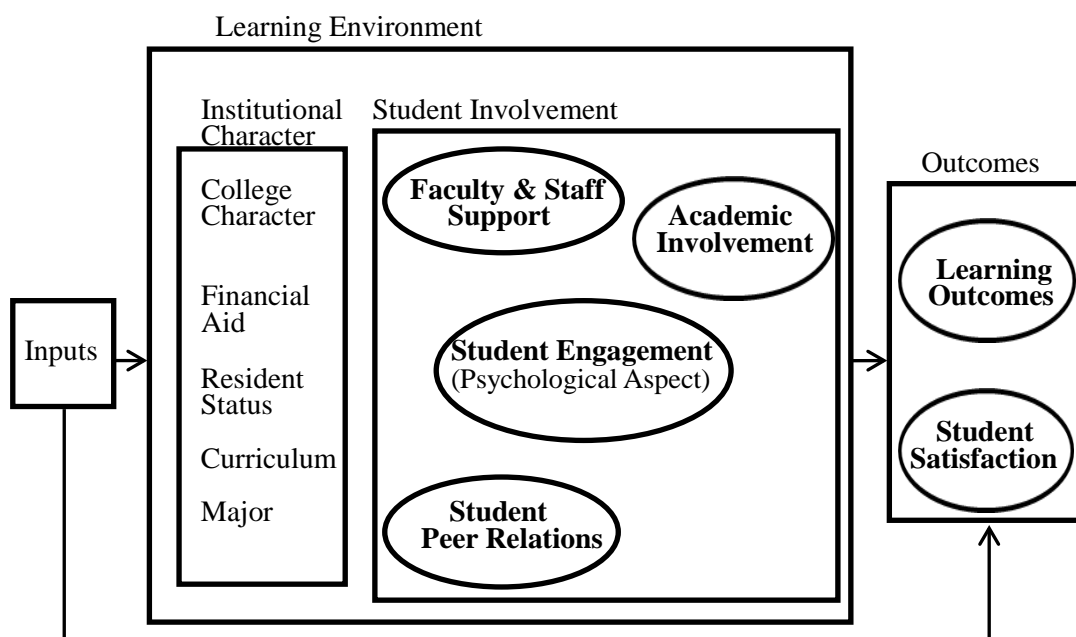 Learning Environment
Institutional
Character
College
Character
Financial
Aid
Resident
Status
Curriculum
Major
Student Involvement
Faculty & Staff
Support
Academic
Involvement
Student Engagement
(Psychological Aspect)
Student
Peer Relations
Inputs
Outcomes
Learning
Outcomes
Student
Satisfaction